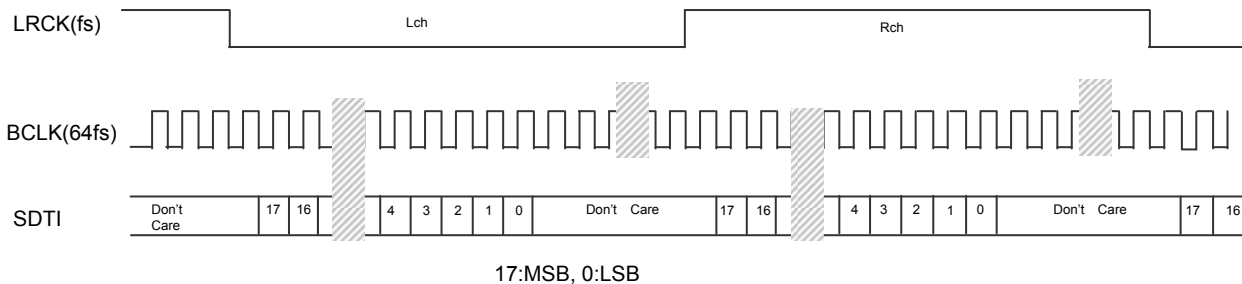 LRCK(fs)
Lch
Rch
BCLK(64fs)
SDTI
Don't
Care
17 16 4 3 2 1 0 Don't Care 17 16 4 3 2 1 0 Don't Care 17 16
17:MSB, 0:LSB